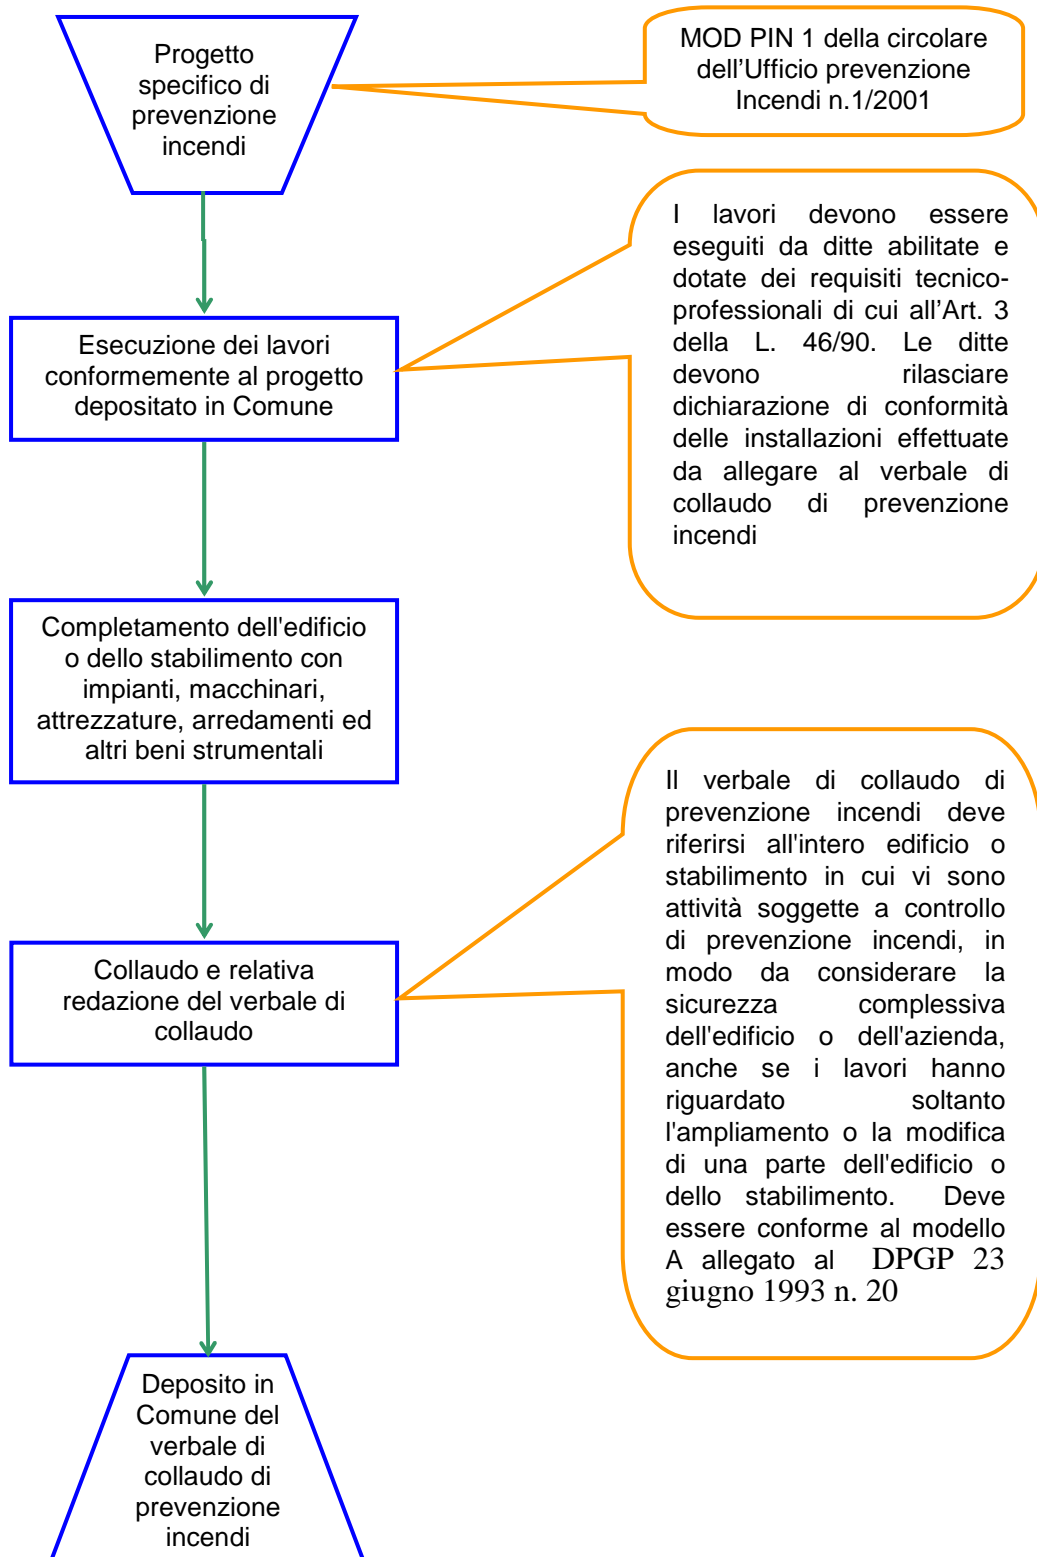 Progetto
specifico di
prevenzione
incendi
MOD PIN 1 della circolare
dell’Ufficio prevenzione
Incendi n.1/2001
I lavori devono essere
eseguiti da ditte abilitate e
dotate dei requisiti tecnico-
professionali di cui all’Art. 3
della L. 46/90. Le ditte
devono rilasciare
dichiarazione di conformità
delle installazioni effettuate
da allegare al verbale di
collaudo di prevenzione
incendi
Esecuzione dei lavori
conformemente al progetto
depositato in Comune
Completamento dell'edificio
o dello stabilimento con
impianti, macchinari,
attrezzature, arredamenti ed
altri beni strumentali
Il verbale di collaudo di
prevenzione incendi deve
riferirsi all'intero edificio o
stabilimento in cui vi sono
attività soggette a controllo
di prevenzione incendi, in
modo da considerare la
sicurezza complessiva
dell'edificio o dell'azienda,
anche se i lavori hanno
riguardato soltanto
l'ampliamento o la modifica
di una parte dell'edificio o
dello stabilimento. Deve
essere conforme al modello
A allegato al DPGP 23
giugno 1993 n. 20
Collaudo e relativa
redazione del verbale di
collaudo
Deposito in
Comune del
verbale di
collaudo di
prevenzione
incendi